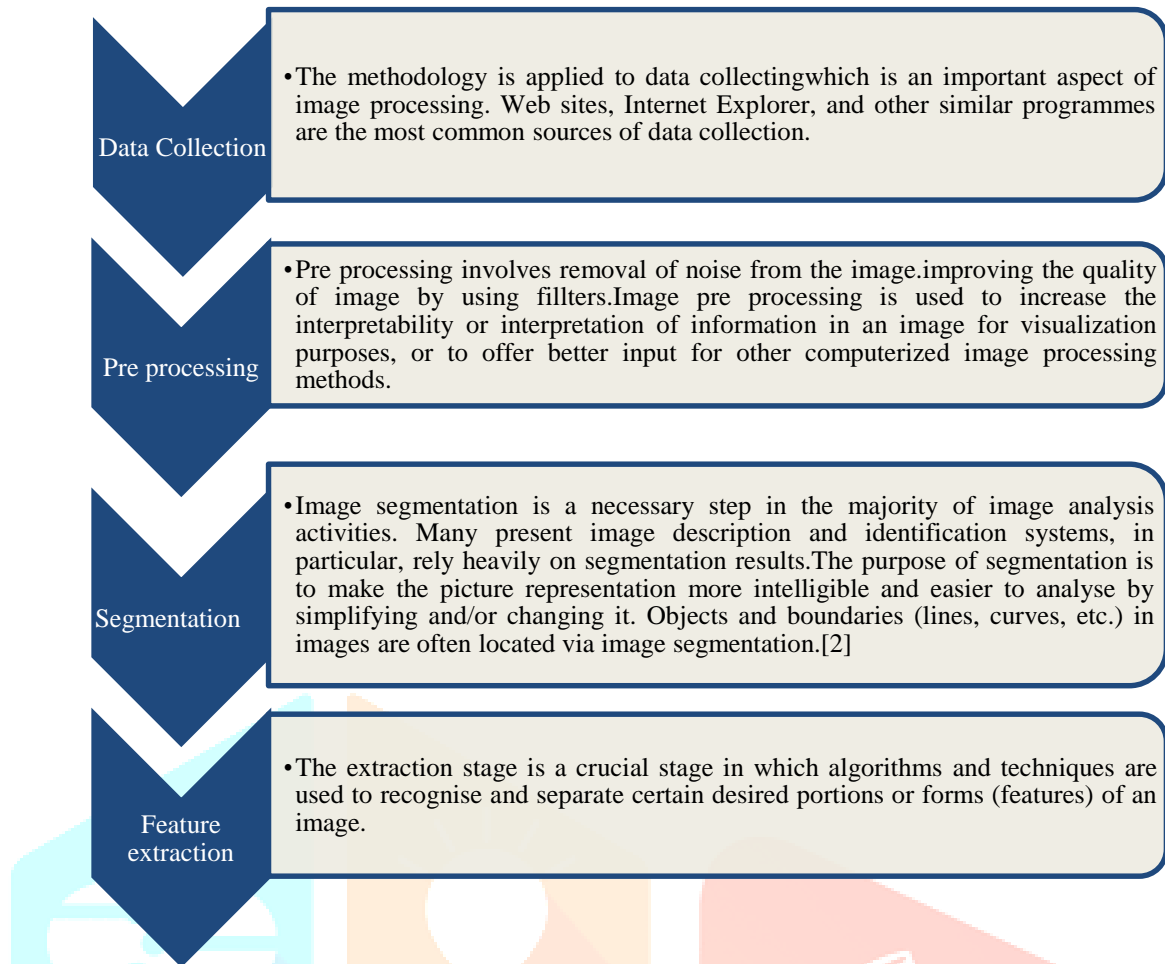 Data Collection
•The methodology is applied to data collectingwhich is an important aspect of
image processing. Web sites, Internet Explorer, and other similar programmes
are the most common sources of data collection.
Pre processing
•Pre processing involves removal of noise from the image.improving the quality
of image by using fillters.Image pre processing is used to increase the
interpretability or interpretation of information in an image for visualization
purposes, or to offer better input for other computerized image processing
methods.
Segmentation
•Image segmentation is a necessary step in the majority of image analysis
activities. Many present image description and identification systems, in
particular, rely heavily on segmentation results.The purpose of segmentation is
to make the picture representation more intelligible and easier to analyse by
simplifying and/or changing it. Objects and boundaries (lines, curves, etc.) in
images are often located via image segmentation.[2]
Feature
extraction
•The extraction stage is a crucial stage in which algorithms and techniques are
used to recognise and separate certain desired portions or forms (features) of an
image.